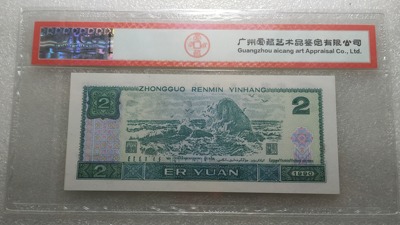 广州爱藏艺术品鉴定有限公司
Guangzhou aicang art Appraisal Co., Ltd.
ZHONGGUO RENMIN YINHANG
2
2
2
ER YUAN
1990